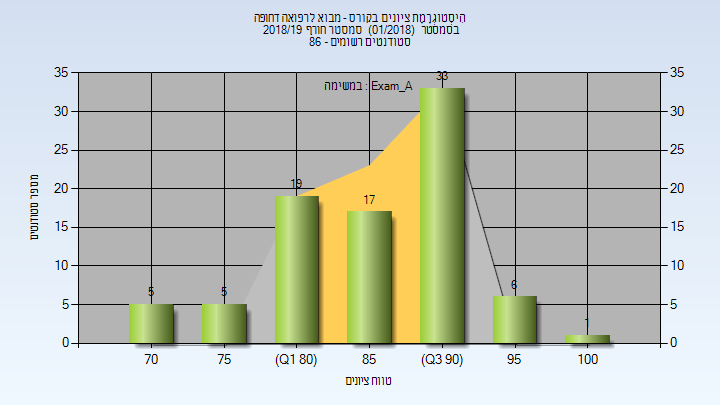 היסטוגרמת ציונים בקורס - מבוא לרפואה דחופה
בסמסטר (01/2018) סמסטר חורף 2018/19
סטודנטים רשומים - 86
במשימה : Exam_A
מספר סטודנטים
35 35
30 30
25 25
20 20
15 15
10 10
5 5
0 0
5 5 19 17 33 6 1
70 75 (Q1 80) 85 (Q3 90) 95 100
טווח ציונים